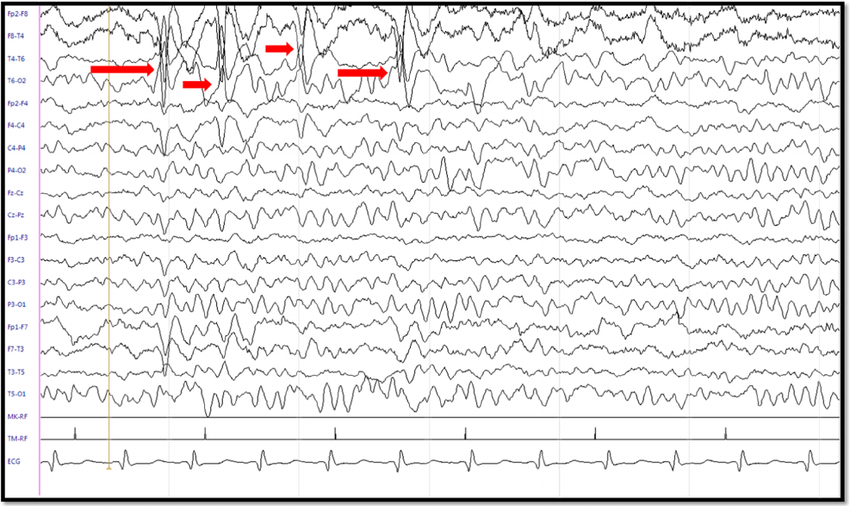 Fp2-F8
F8-T4
T4-T6
T6-O2
Fp2-F4
F4-C4
C4-P4
P4-O2
Fz-Cz
Cz-Pz
Fp1-F3
F3-C3
C3-P3
P3-O1
Fp1-F7
F7-T3
T3-T5
T5-O1
MK-RF
TM-RF
ECG